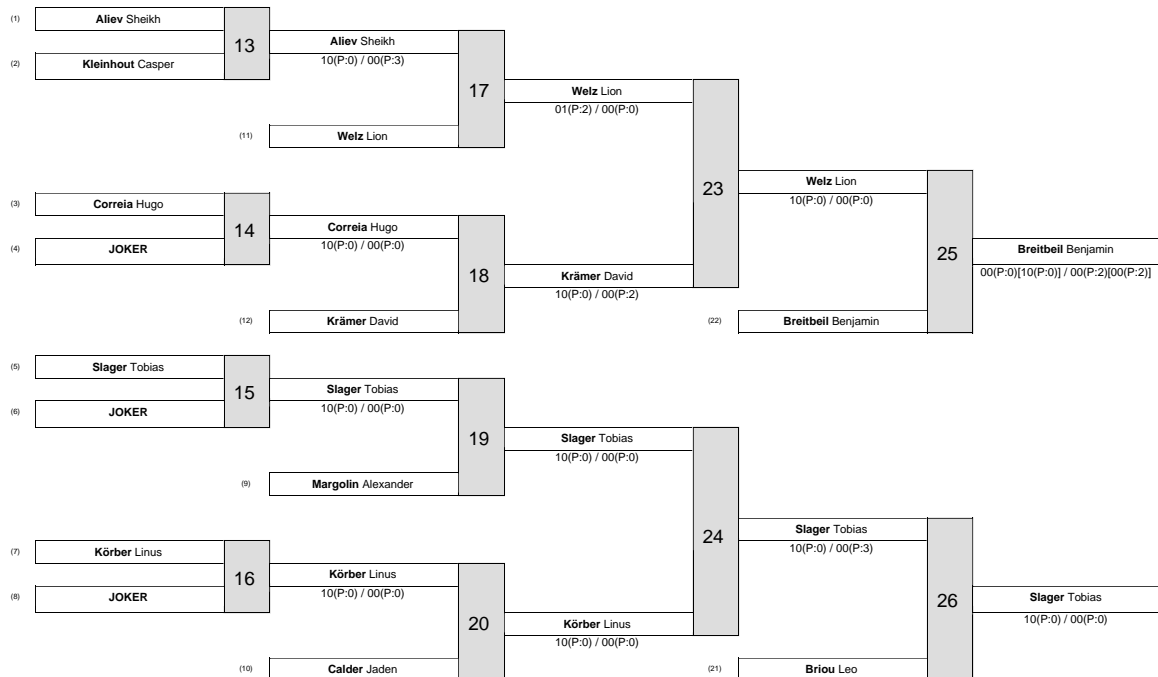 (1) Aliev Sheikh
13
Aliev Sheikh
10(P:0) / 00(P:3)
(2) Kleinhout Casper
17
Welz Lion
01(P:2) / 00(P:0)
(11) Welz Lion
23
Welz Lion
10(P:0) / 00(P:0)
(3) Correia Hugo
14
Correia Hugo
10(P:0) / 00(P:0)
(4) JOKER
18
Krämer David
10(P:0) / 00(P:2)
(12) Krämer David
25
Breitbeil Benjamin
00(P:0)[10(P:0)] / 00(P:2)[00(P:2)]
(22) Breitbeil Benjamin
(5) Slager Tobias
15
Slager Tobias
10(P:0) / 00(P:0)
(6) JOKER
19
Slager Tobias
10(P:0) / 00(P:0)
(9) Margolin Alexander
24
Slager Tobias
10(P:0) / 00(P:3)
(7) Körber Linus
16
Körber Linus
10(P:0) / 00(P:0)
(8) JOKER
20
Körber Linus
10(P:0) / 00(P:0)
(10) Calder Jaden
26
Slager Tobias
10(P:0) / 00(P:0)
(21) Briou Leo